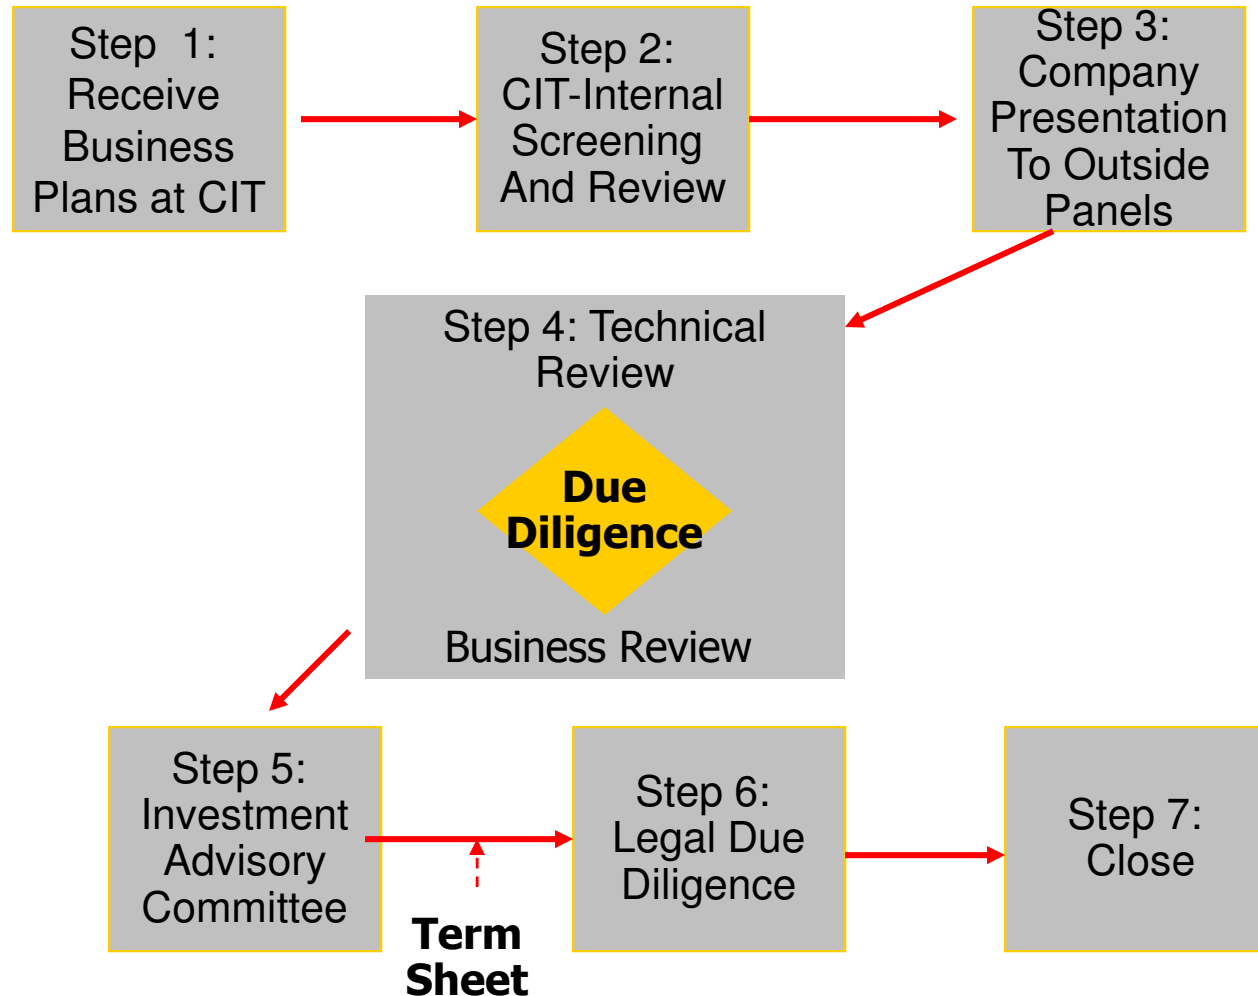 Step 1:
Receive
Business
Plans at CIT
Step 2:
CIT-Internal
Screening
And Review
Step 3:
Company
Presentation
To Outside
Panels
Step 4: Technical
Review
Due
Diligence
Business Review
Step 5:
Investment
Advisory
Committee
Term
Sheet
Step 6:
Legal Due
Diligence
Step 7:
Close